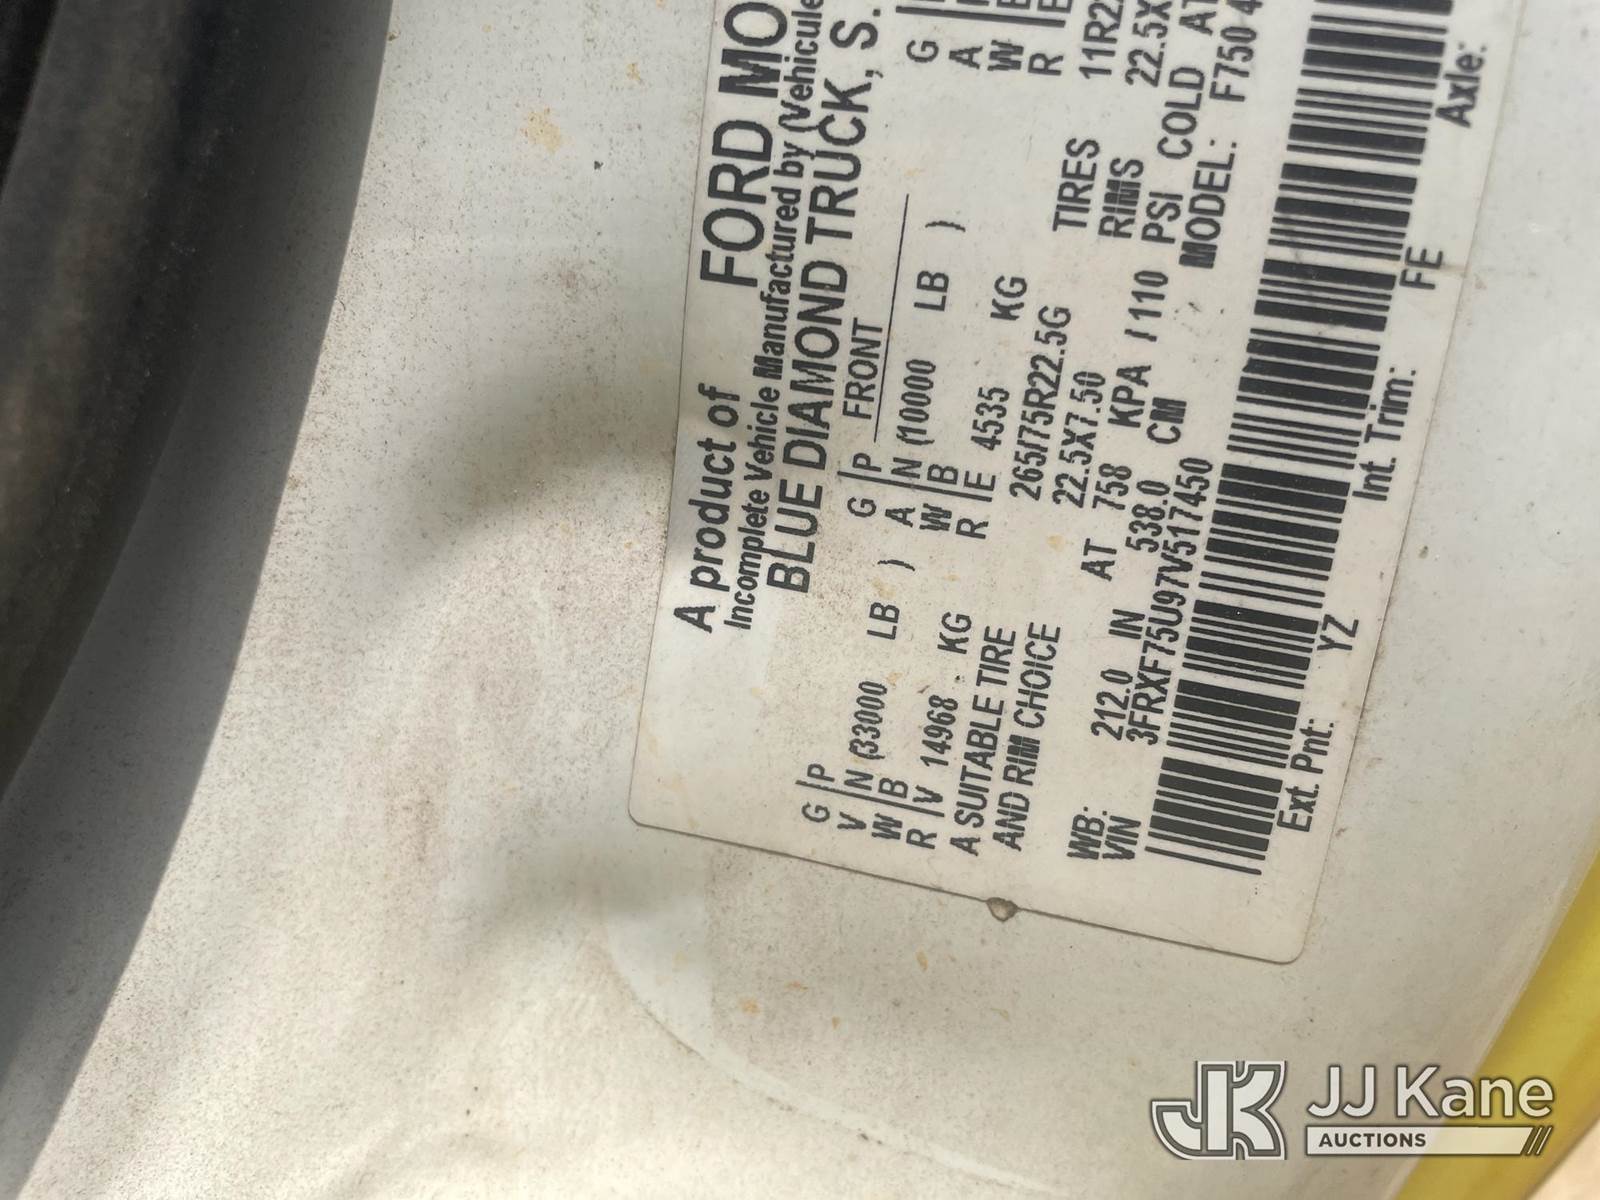 A product of FORD MO
Incomplete Vehicle Manufactured by (Vehicule
BLUE DIAMOND TRUCK, S.
FRONT
G P G P G
V N (33000 LB ) A N (10000 LB ) A
W B W B W
R V 14968 KG R E 4535 KG R E
A SUITABLE TIRE 265/75R22.5G TIRES 11R22
AND RIM CHOICE 22.5X7.50 RIMS 22.5X
AT 758 KPA / 110 PSI COLD AT
WB: 212.0 IN 538.0 CM MODEL: F750 4
VIN 3FRXF75U97V517450
Ext. Pnt: YZ Int. Trim: FE Axle:
JK JJ Kane
AUCTIONS